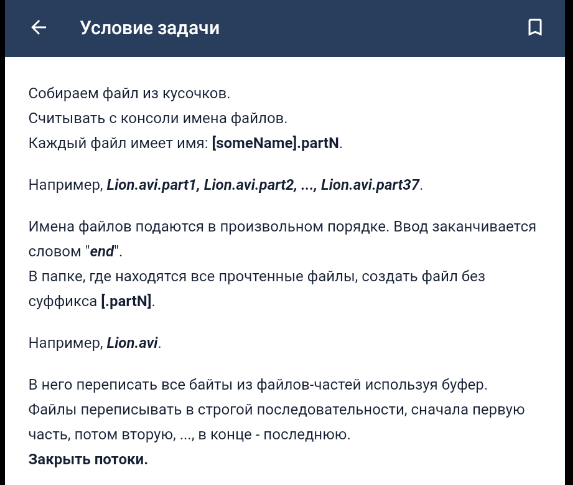 Условие задачи
Собираем файл из кусочков.
Считывать с консоли имена файлов.
Каждый файл имеет имя: [someName].partN.
Например, Lion.avi.part1, Lion.avi.part2, ..., Lion.avi.part37.
Имена файлов подаются в произвольном порядке. Ввод заканчивается
словом "end".
В папке, где находятся все прочтенные файлы, создать файл без
суффикса [.partN].
Например, Lion.avi.
В него переписать все байты из файлов-частей используя буфер.
Файлы переписывать в строгой последовательности, сначала первую
часть, потом вторую, ..., в конце - последнюю.
Закрыть потоки.